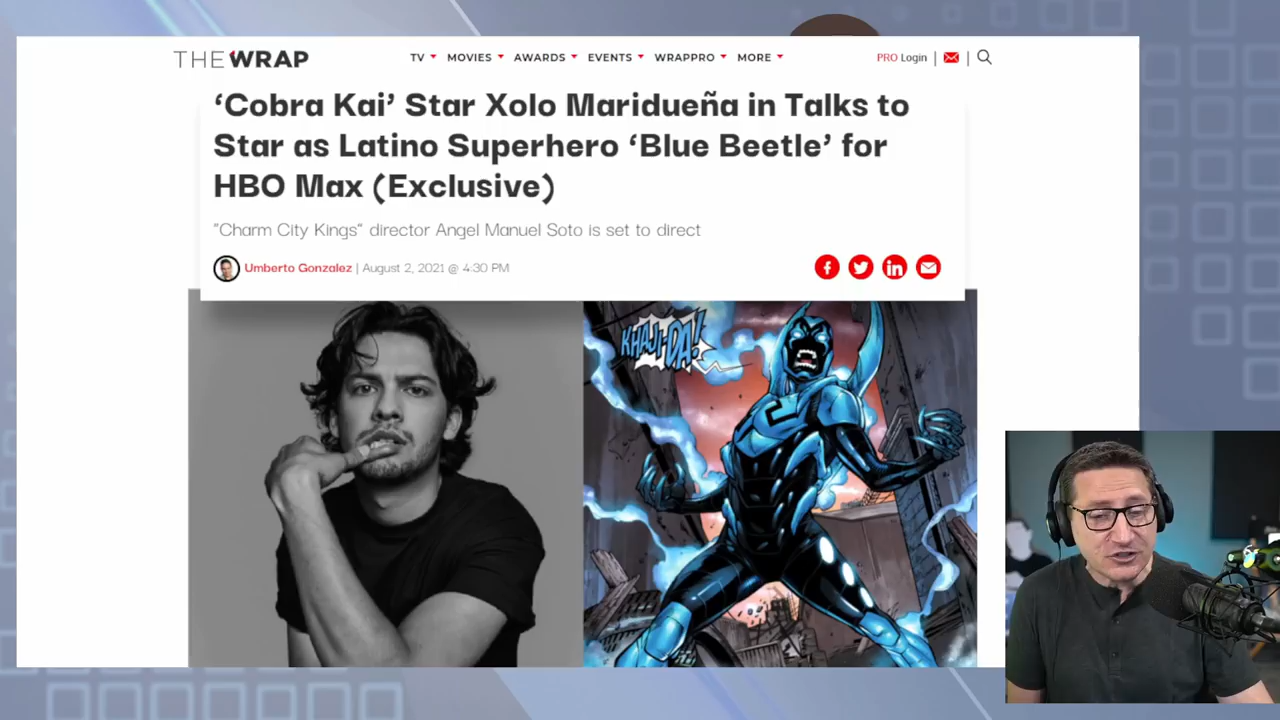 THE WRAP
TV MOVIES AWARDS EVENTS WRAPPRO MORE
PRO Login | |
‘Cobra Kai’ Star Xolo Maridueña in Talks to
Star as Latino Superhero ‘Blue Beetle’ for
HBO Max (Exclusive)
"Charm City Kings" director Angel Manuel Soto is set to direct
Umberto Gonzalez | August 2, 2021 @ 4:30 PM
KHAJI-DA!